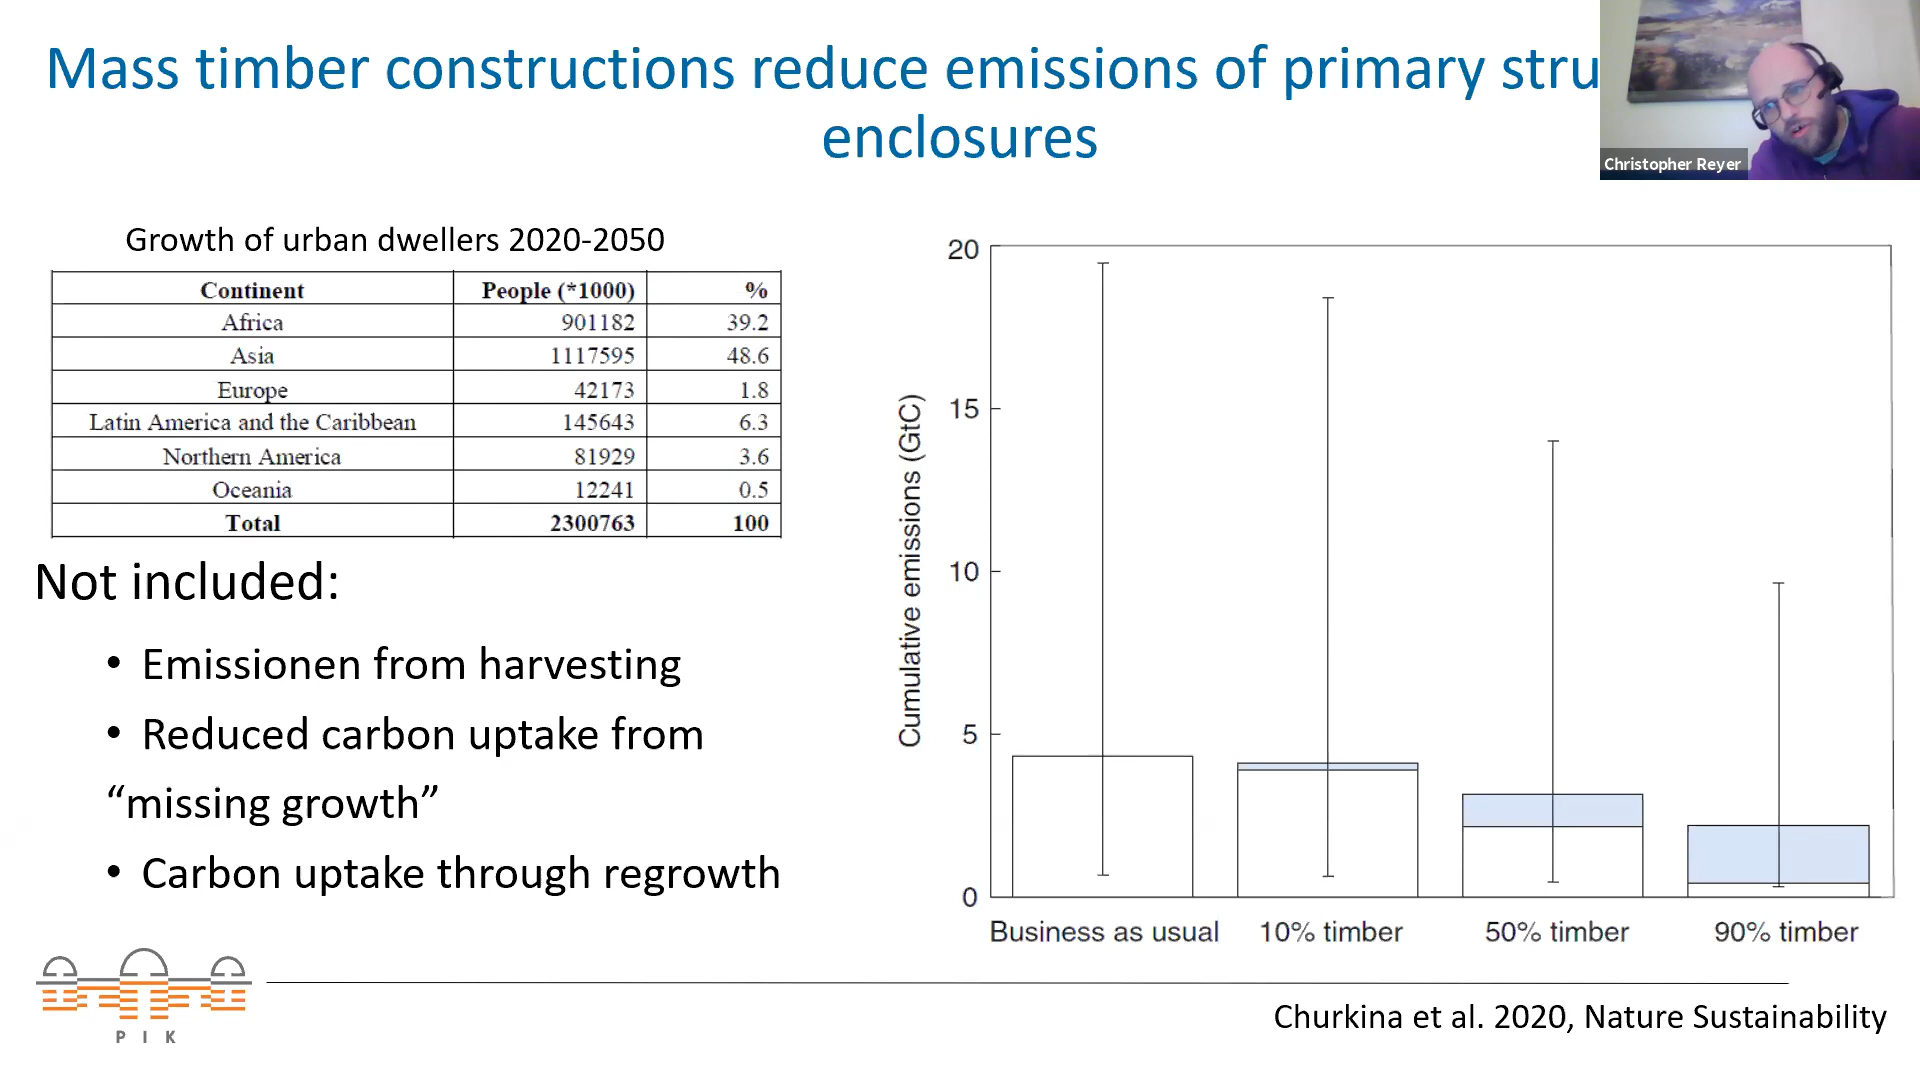 Mass timber constructions reduce emissions of primary stru
enclosures
Christopher Reyer
Growth of urban dwellers 2020-2050
Continent People (*1000) %
Africa 901182 39.2
Asia 1117595 48.6
Europe 42173 1.8
Latin America and the Caribbean 145643 6.3
Northern America 81929 3.6
Oceania 12241 0.5
Total 2300763 100
Not included:
• Emissionen from harvesting
• Reduced carbon uptake from
“missing growth”
• Carbon uptake through regrowth
Cumulative emissions (GtC)
20
15
10
5
0
Business as usual 10% timber 50% timber 90% timber
PIK
Churkina et al. 2020, Nature Sustainability